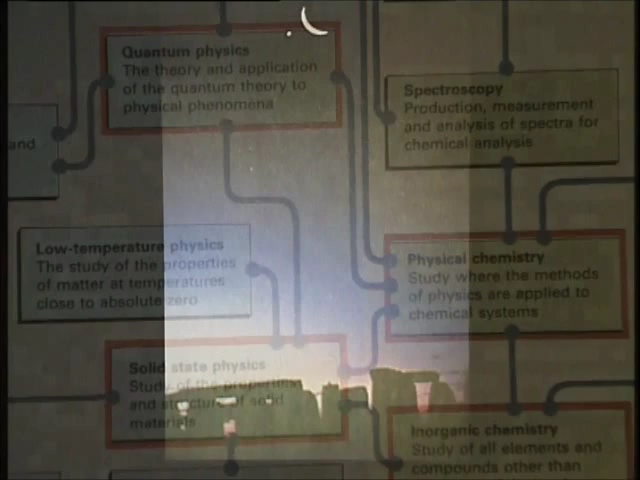 Quantum physics
The theory and application
of the quantum theory to
physical phenomena
Spectroscopy
Production, measurement
and analysis of spectra for
chemical analysis
and
Low-temperature physics
The study of the properties
of matter at temperatures
close to absolute zero
Physical chemistry
Study where the methods
of physics are applied to
chemical systems
Solid state physics
Study of the properties
and structure of solid
materials
Inorganic chemistry
Study of all elements and
compounds other than